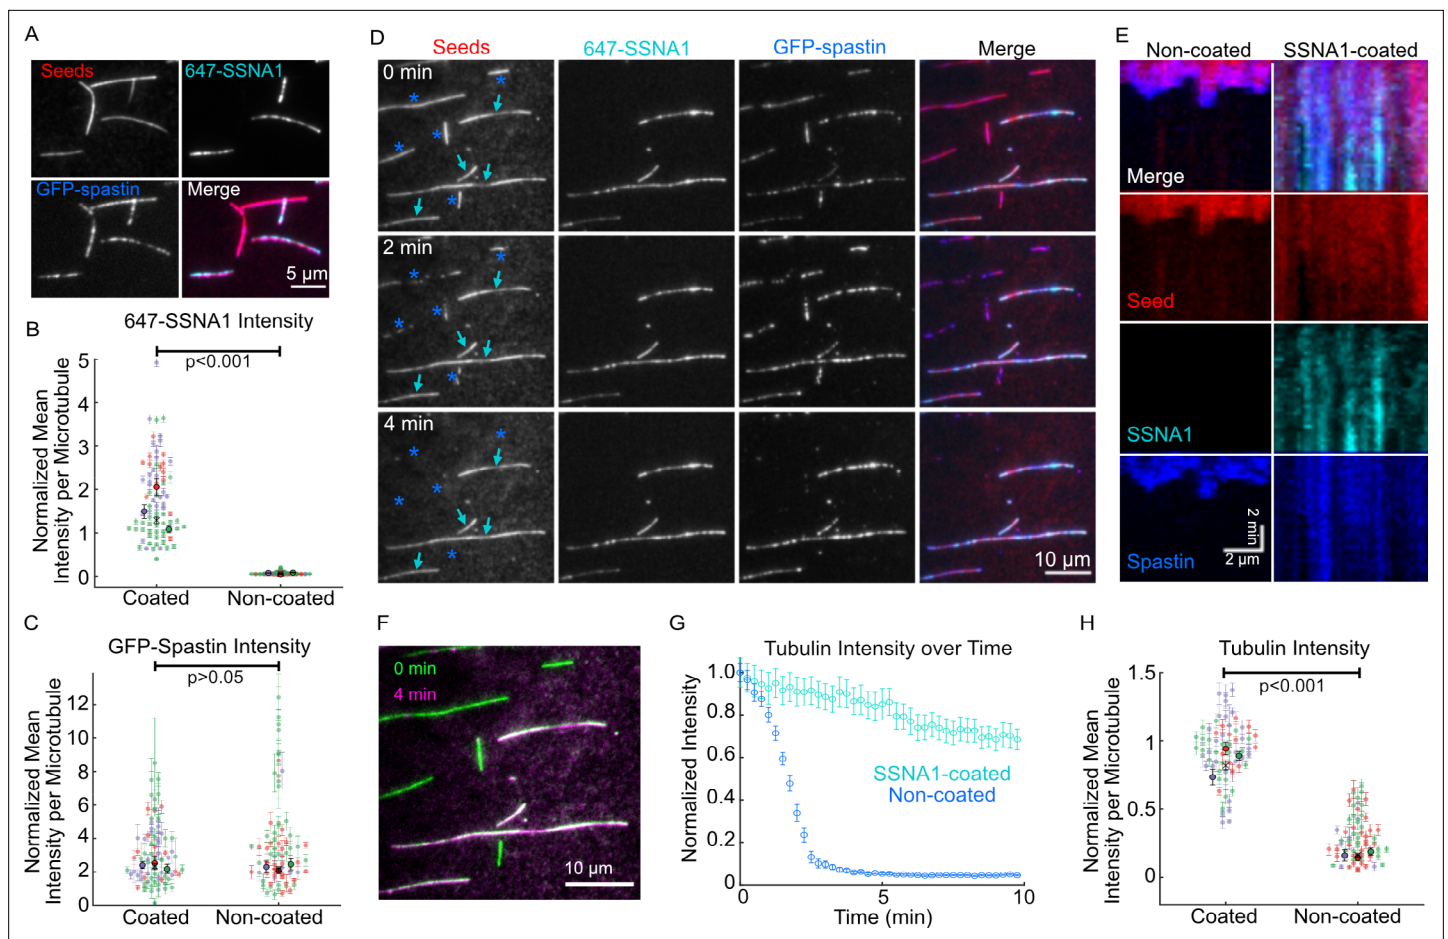 A
Seeds
647-SSNA1
GFP-spastin
Merge
5 µm
B
647-SSNA1 Intensity
p<0.001
Normalized Mean
Intensity per Microtubule
5
4
3
2
1
0
Coated
Non-coated
C
GFP-Spastin Intensity
p>0.05
Normalized Mean
Intensity per Microtubule
12
10
8
6
4
2
0
Coated
Non-coated
D
Seeds
647-SSNA1
GFP-spastin
Merge
0 min
2 min
4 min
10 µm
E
Non-coated
SSNA1-coated
Merge
Seed
SSNA1
Spastin
2 min
2 µm
F
0 min
4 min
10 µm
G
Tubulin Intensity over Time
Normalized Intensity
1.0
0.8
0.6
0.4
0.2
0
SSNA1-coated
Non-coated
0
5
10
Time (min)
H
Tubulin Intensity
p<0.001
Normalized Mean
Intensity per Microtubule
1.5
1
0.5
0
Coated
Non-coated